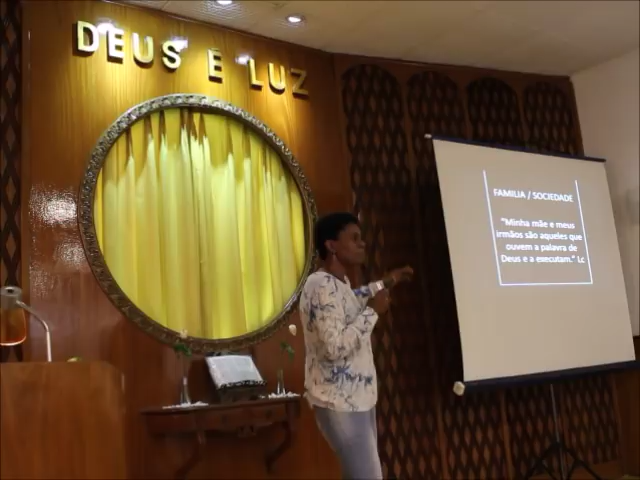 DEUS É LUZ
FAMILIA / SOCIEDADE
"Minha mãe e meus
irmãos são aqueles que
ouvem a palavra de
Deus e a executam." Lc